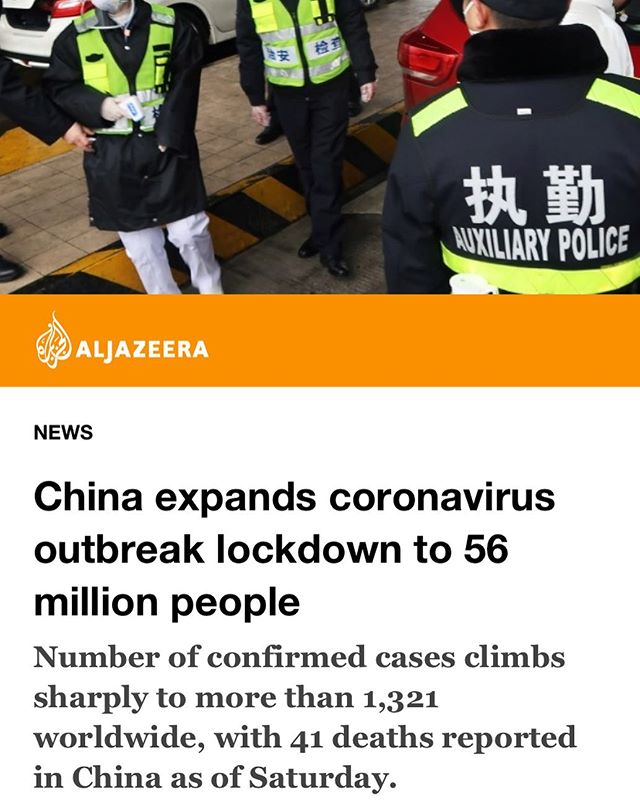 治安 检查
执勤
AUXILIARY POLICE
ALJAZEERA
NEWS
China expands coronavirus
outbreak lockdown to 56
million people
Number of confirmed cases climbs
sharply to more than 1,321
worldwide, with 41 deaths reported
in China as of Saturday.